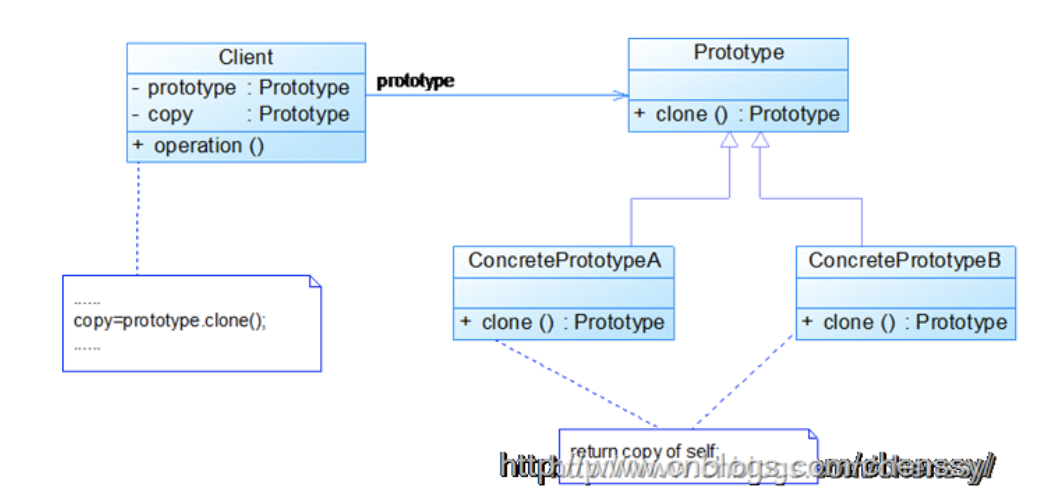 Client
- prototype : Prototype
- copy : Prototype
+ operation ()
prototype
Prototype
+ clone () : Prototype
ConcretePrototypeA
+ clone () : Prototype
ConcretePrototypeB
+ clone () : Prototype
......
copy=prototype.clone();
......
return copy of self;
http://www.cnblogs.com/chenssy/